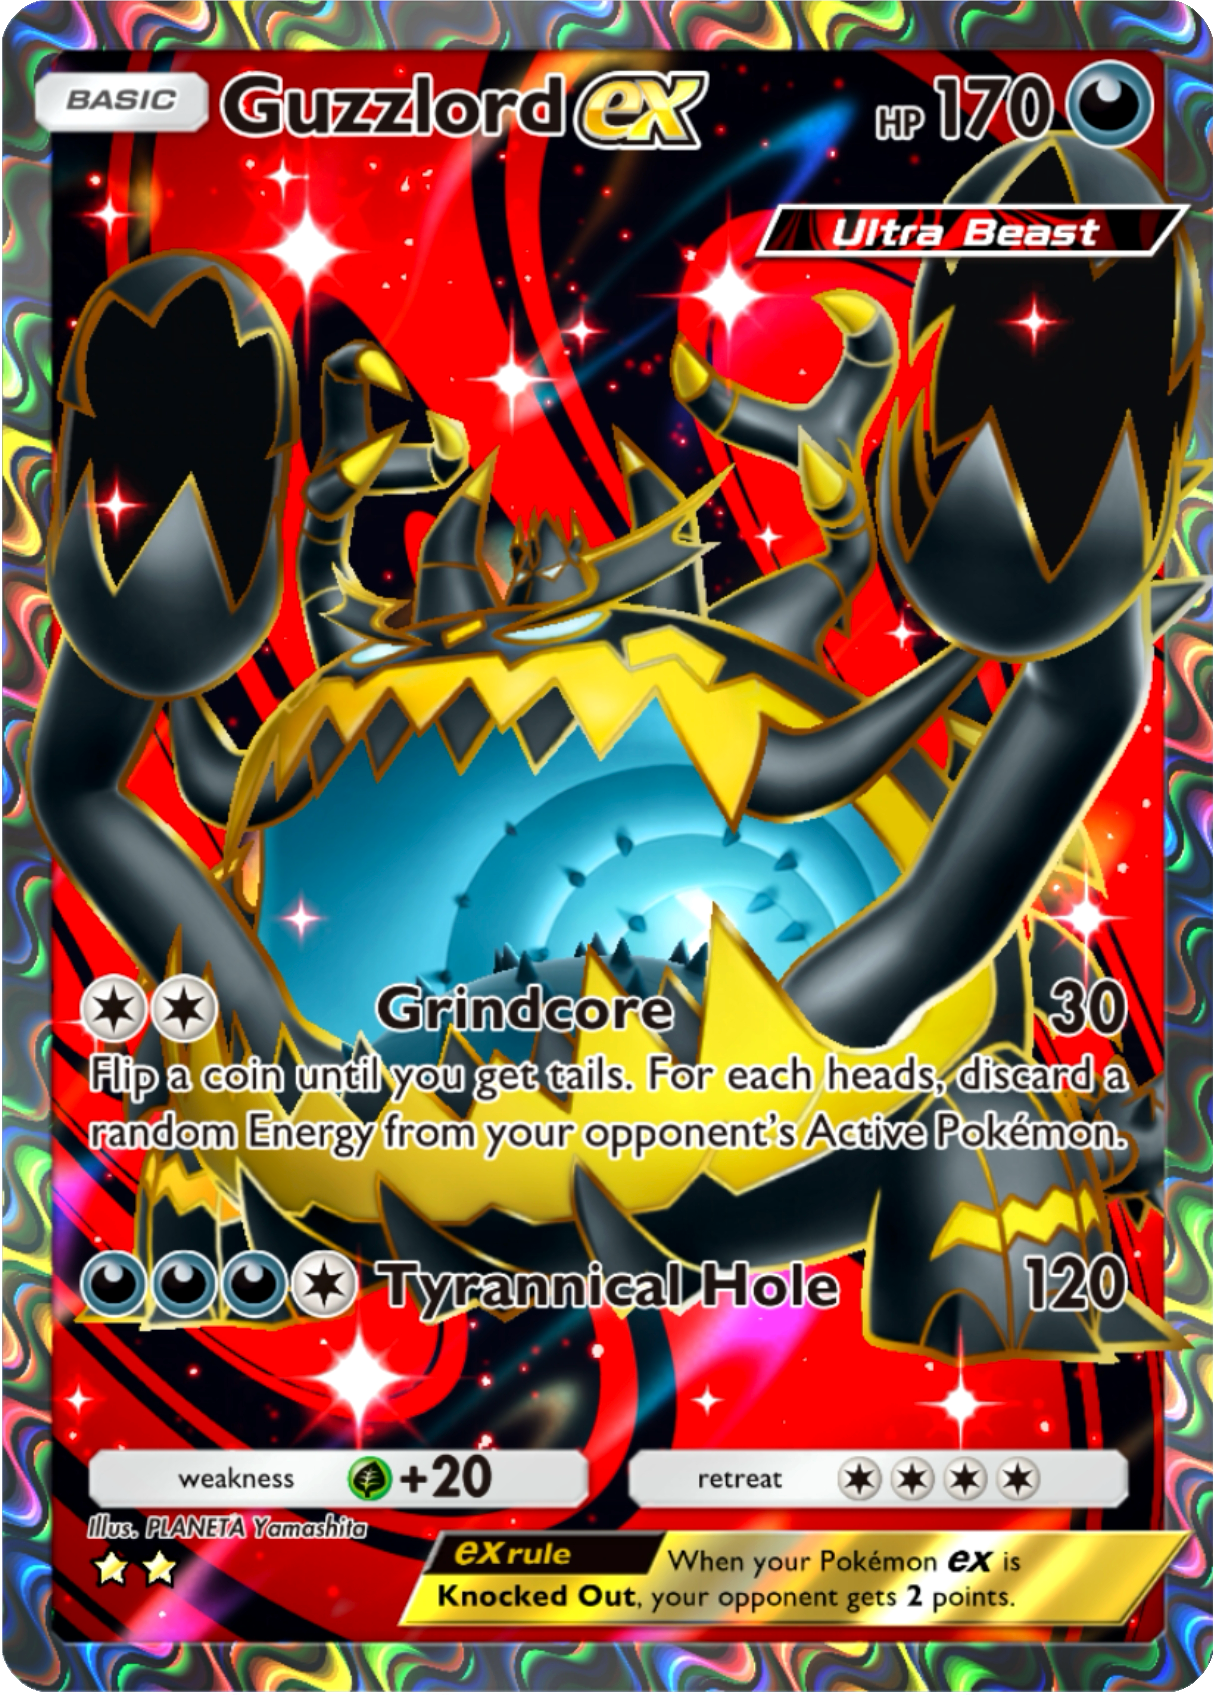 BASIC Guzzlord ex HP 170
Ultra Beast
Grindcore 30
Flip a coin until you get tails. For each heads, discard a
random Energy from your opponent's Active Pokémon.
Tyrannical Hole 120
weakness +20 retreat
Illus. PLANETA Yamashita
ex rule When your Pokémon ex is
Knocked Out, your opponent gets 2 points.